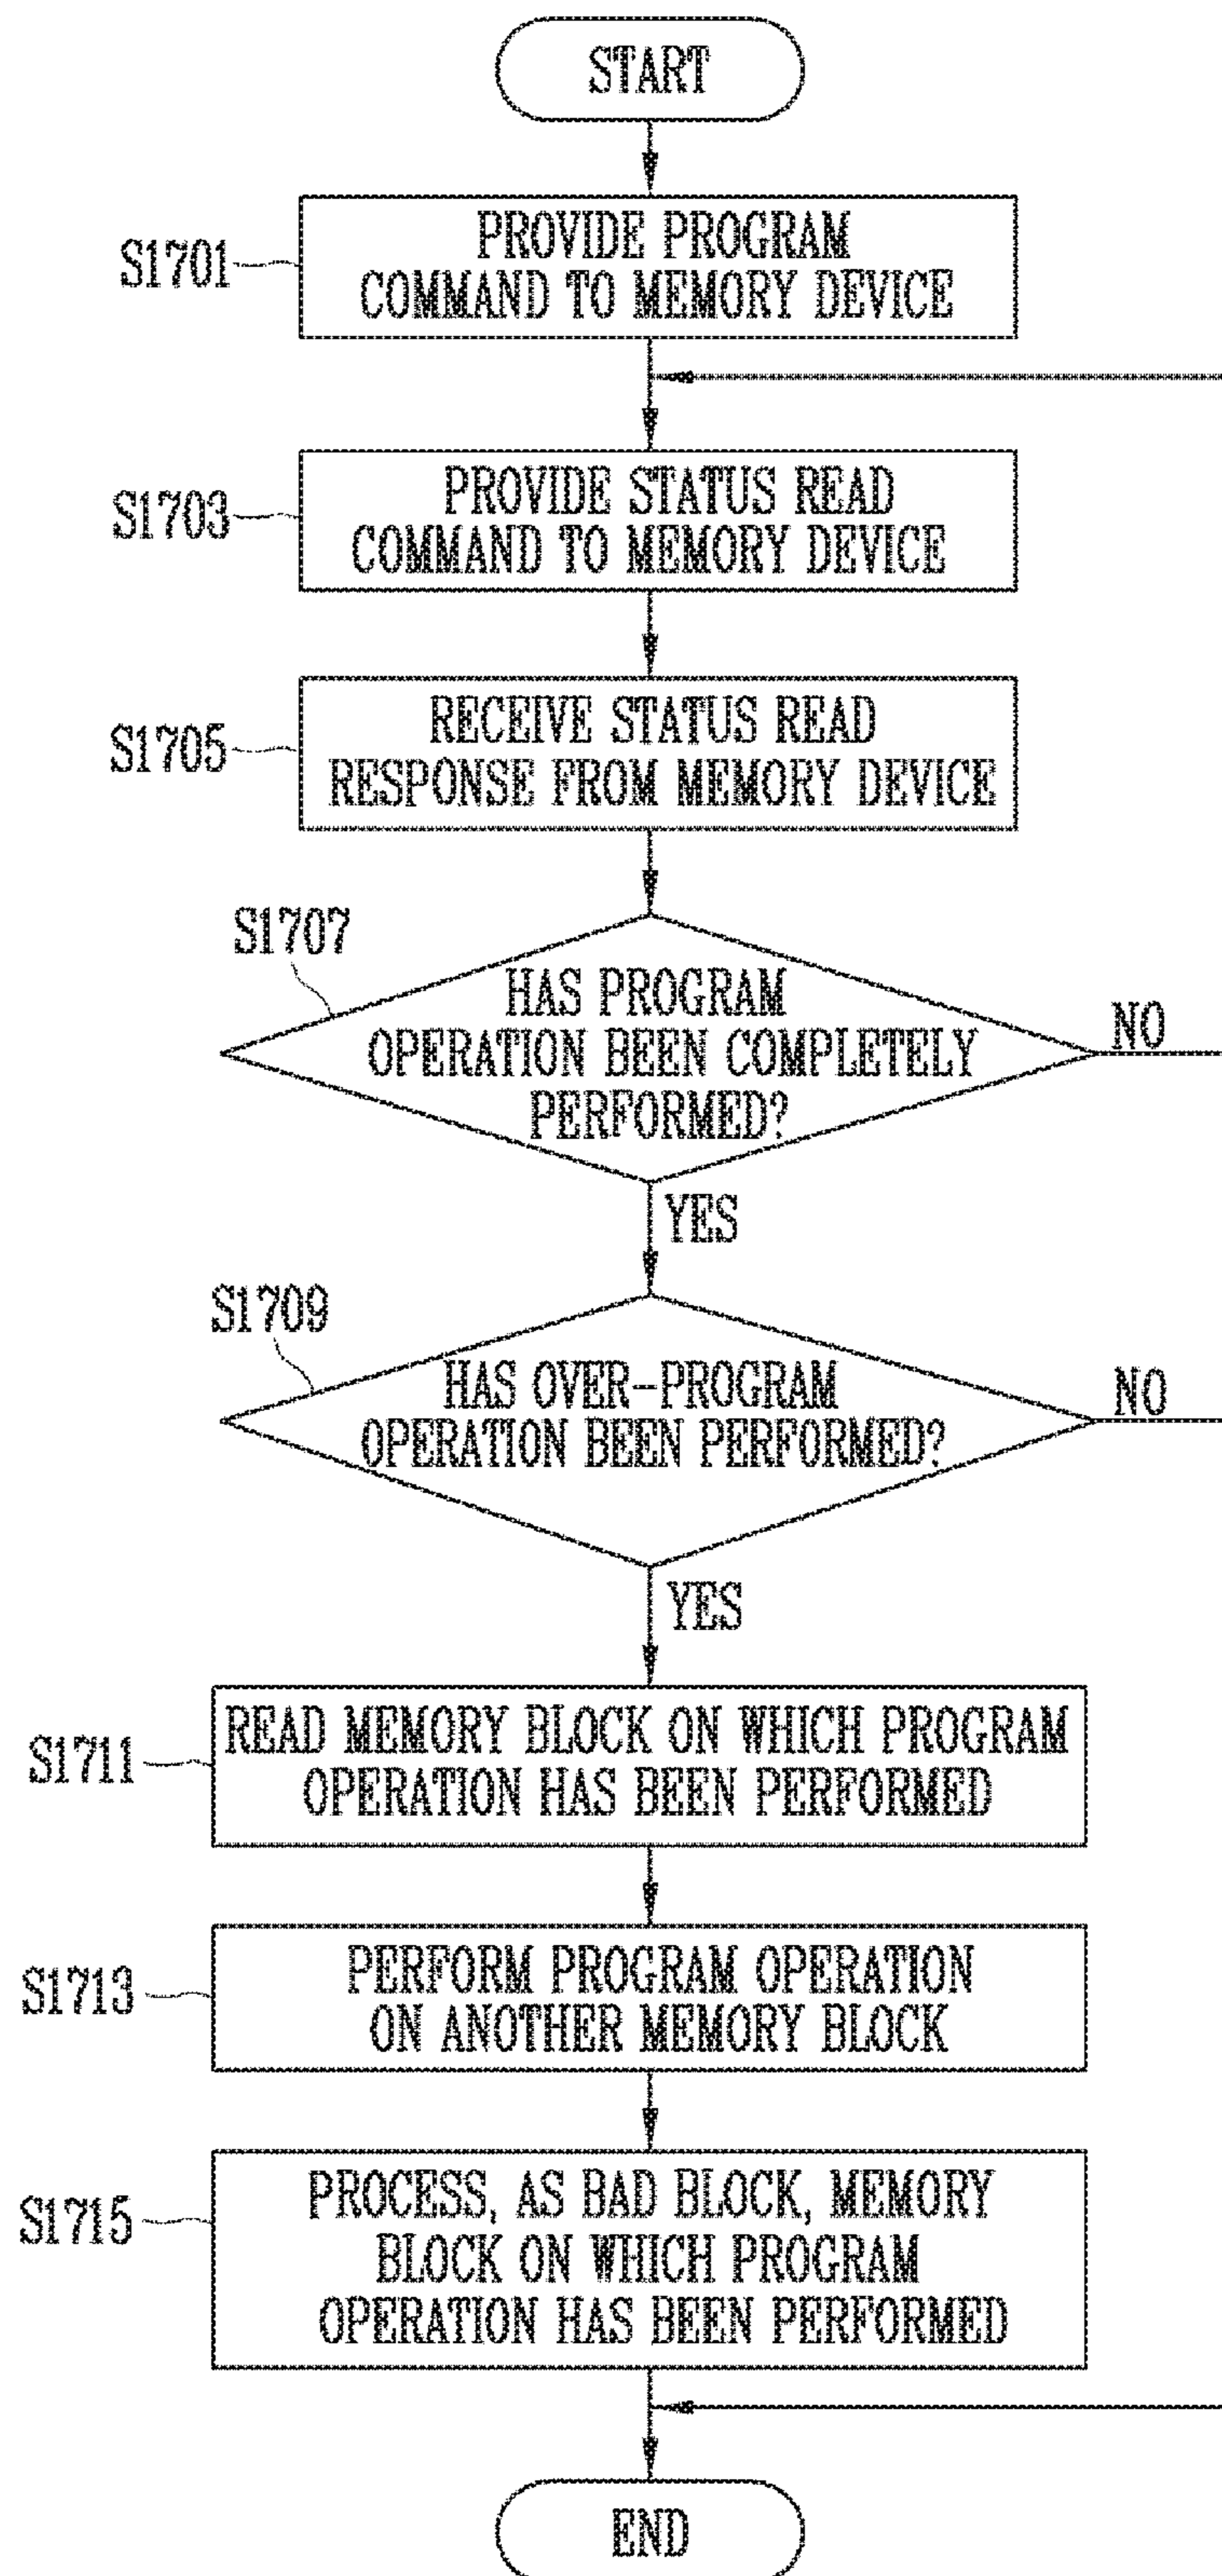 START
S1701
PROVIDE PROGRAM
COMMAND TO MEMORY DEVICE
S1703
PROVIDE STATUS READ
COMMAND TO MEMORY DEVICE
S1705
RECEIVE STATUS READ
RESPONSE FROM MEMORY DEVICE
S1707
HAS PROGRAM
OPERATION BEEN COMPLETELY
PERFORMED?
NO
YES
S1709
HAS OVER-PROGRAM
OPERATION BEEN PERFORMED?
NO
YES
S1711
READ MEMORY BLOCK ON WHICH PROGRAM
OPERATION HAS BEEN PERFORMED
S1713
PERFORM PROGRAM OPERATION
ON ANOTHER MEMORY BLOCK
S1715
PROCESS, AS BAD BLOCK, MEMORY
BLOCK ON WHICH PROGRAM
OPERATION HAS BEEN PERFORMED
END